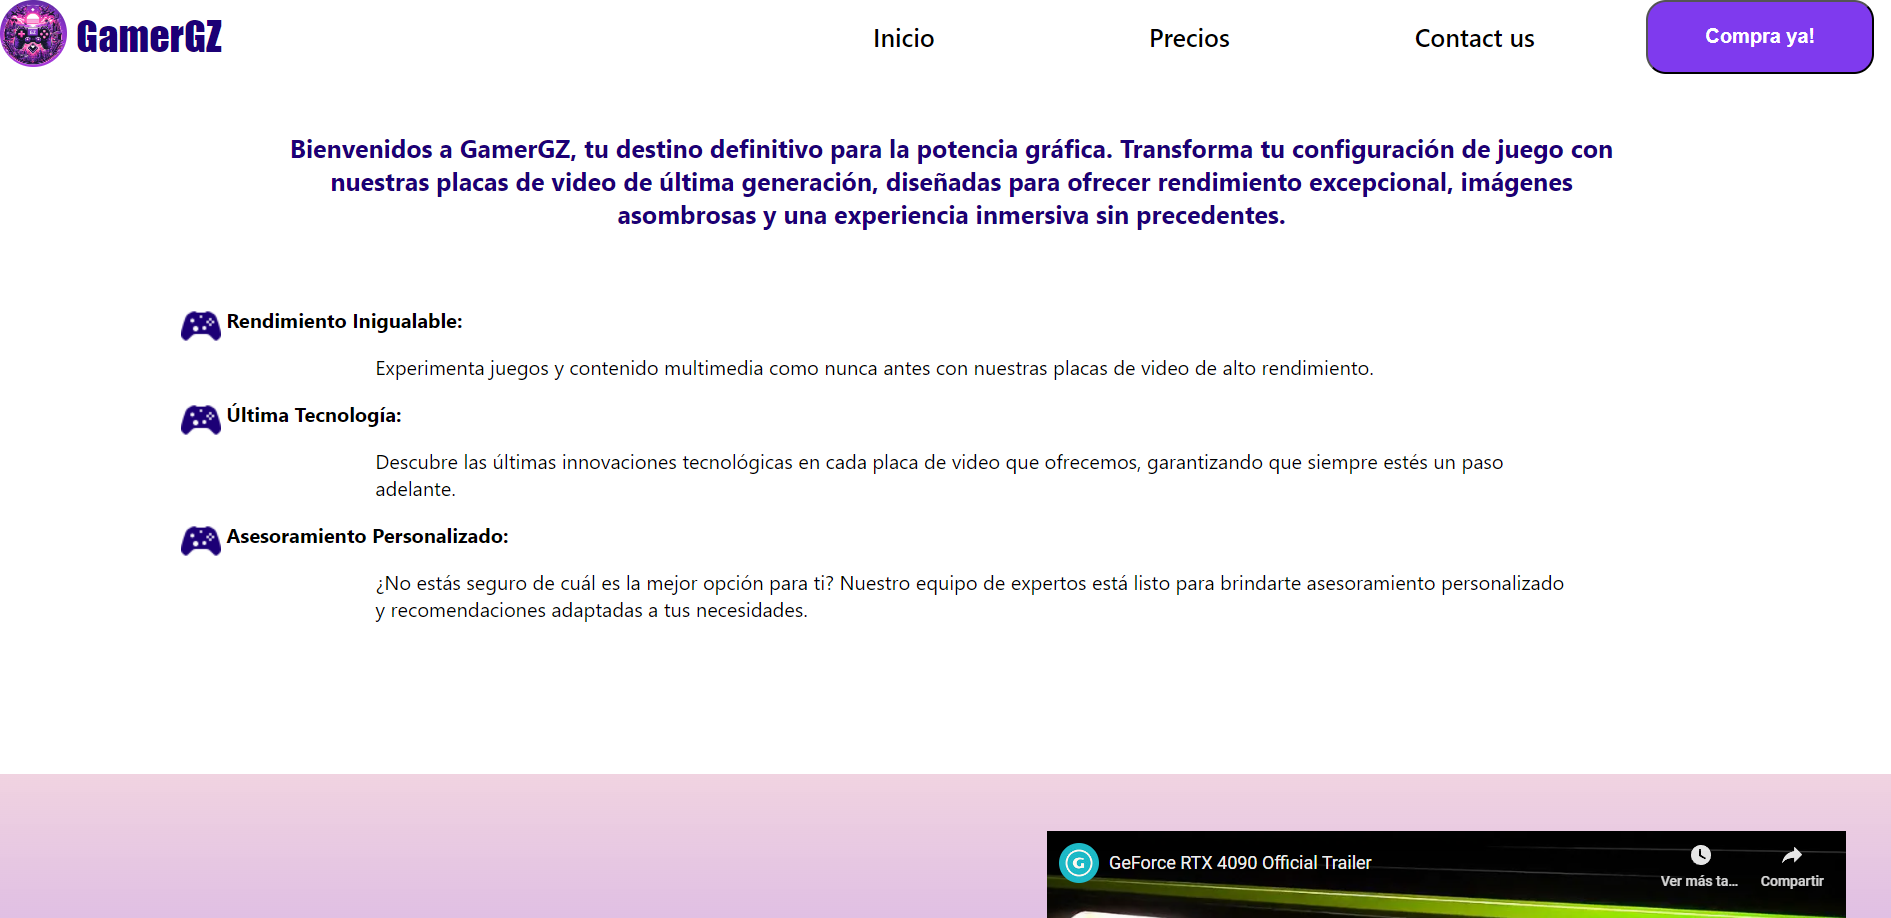 GamerGZ
Inicio
Precios
Contact us
Compra ya!
Bienvenidos a GamerGZ, tu destino definitivo para la potencia gráfica. Transforma tu configuración de juego con
nuestras placas de video de última generación, diseñadas para ofrecer rendimiento excepcional, imágenes
asombrosas y una experiencia inmersiva sin precedentes.
Rendimiento Inigualable:
Experimenta juegos y contenido multimedia como nunca antes con nuestras placas de video de alto rendimiento.
Última Tecnología:
Descubre las últimas innovaciones tecnológicas en cada placa de video que ofrecemos, garantizando que siempre estés un paso
adelante.
Asesoramiento Personalizado:
¿No estás seguro de cuál es la mejor opción para ti? Nuestro equipo de expertos está listo para brindarte asesoramiento personalizado
y recomendaciones adaptadas a tus necesidades.
G
GeForce RTX 4090 Official Trailer
Ver más ta...
Compartir